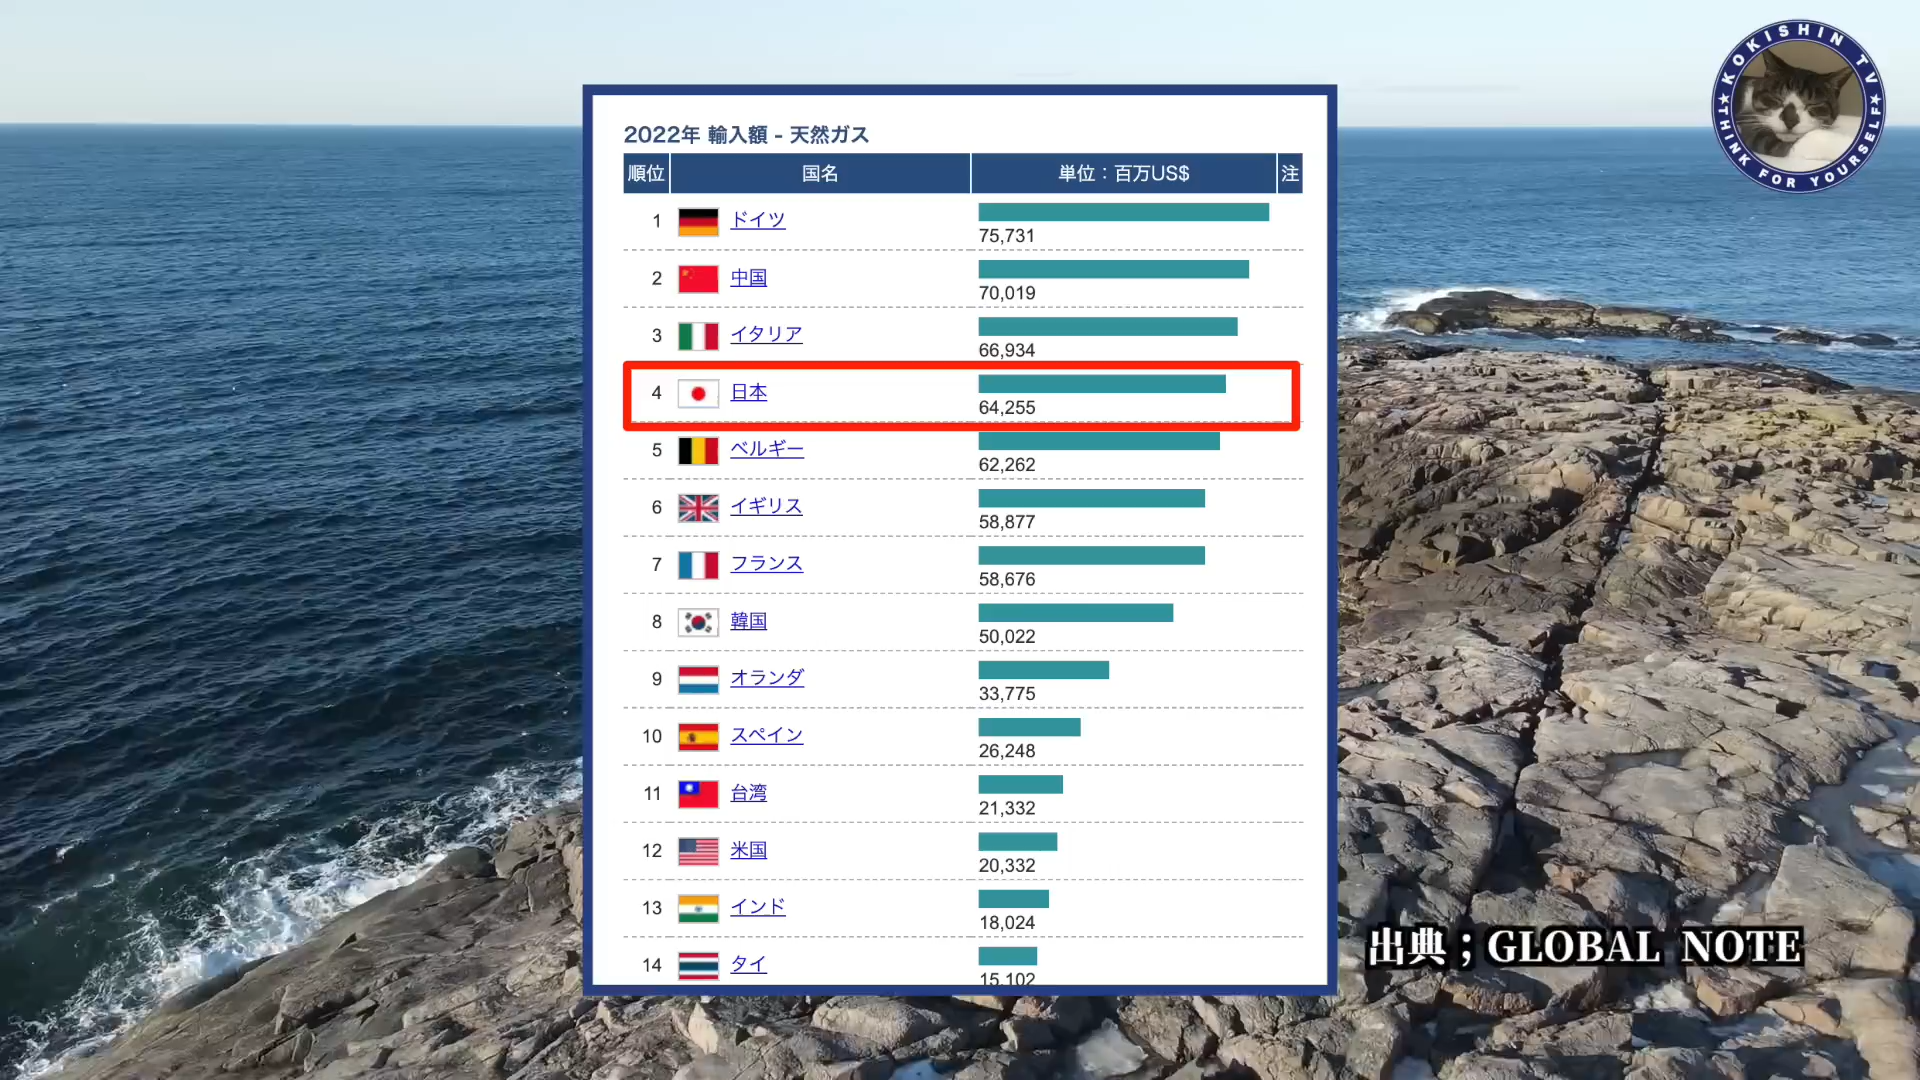 KOKISHIN TV
THINK FOR YOURSELF
2022年 輸入額 - 天然ガス
順位 国名 単位：百万US$ 注
1 ドイツ 75,731
2 中国 70,019
3 イタリア 66,934
4 日本 64,255
5 ベルギー 62,262
6 イギリス 58,877
7 フランス 58,676
8 韓国 50,022
9 オランダ 33,775
10 スペイン 26,248
11 台湾 21,332
12 米国 20,332
13 インド 18,024
14 タイ 15,102
出典；GLOBAL NOTE